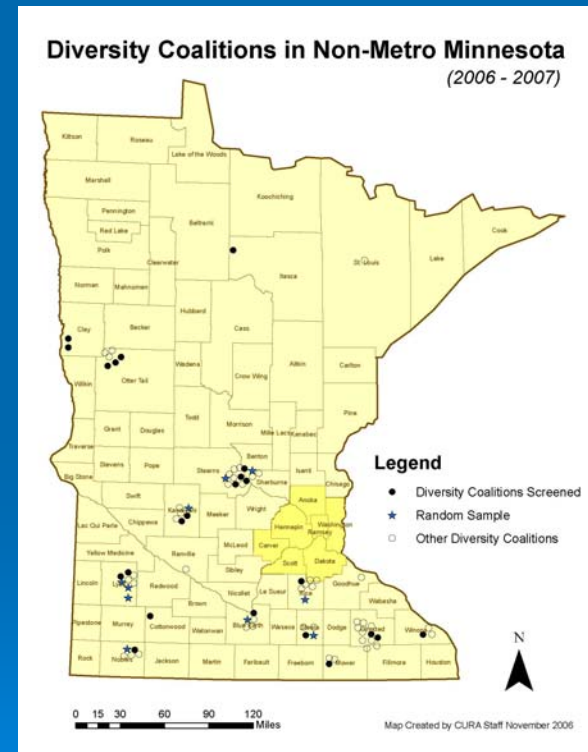 Diversity Coalitions in Non-Metro Minnesota
(2006 - 2007)
Kittson
Roseau
Lake of the Woods
Marshall
Koochiching
Pennington
Beltrami
Cook
Red Lake
Polk
Clearwater
St. Louis
Lake
Itasca
Norman
Mahnomen
Hubbard
Cass
Clay
Becker
Aitkin
Carlton
Wadena
Crow Wing
Wilkin
Otter Tail
Pine
Todd
Morrison
Mille Lacs
Kanabec
Grant
Douglas
Traverse
Benton
Stevens
Pope
Stearns
Isanti
Big Stone
Sherburne
Chisago
Swift
Anoka
Wright
Meeker
Hennepin
Washington
Ramsey
Chippewa
Lac Qui Parle
McLeod
Carver
Yellow Medicine
Renville
Scott
Dakota
Sibley
Lincoln
Redwood
Nicollet
Le Sueur
Rice
Goodhue
Wabasha
Brown
Pipestone
Murray
Cottonwood
Watonwan
Blue Earth
Waseca
Dodge
Winona
Rock
Nobles
Jackson
Martin
Faribault
Freeborn
Mower
Fillmore
Houston
Legend
Diversity Coalitions Screened
Random Sample
Other Diversity Coalitions
N
0 15 30 60 90 120
Miles
Map Created by CURA Staff November 2006